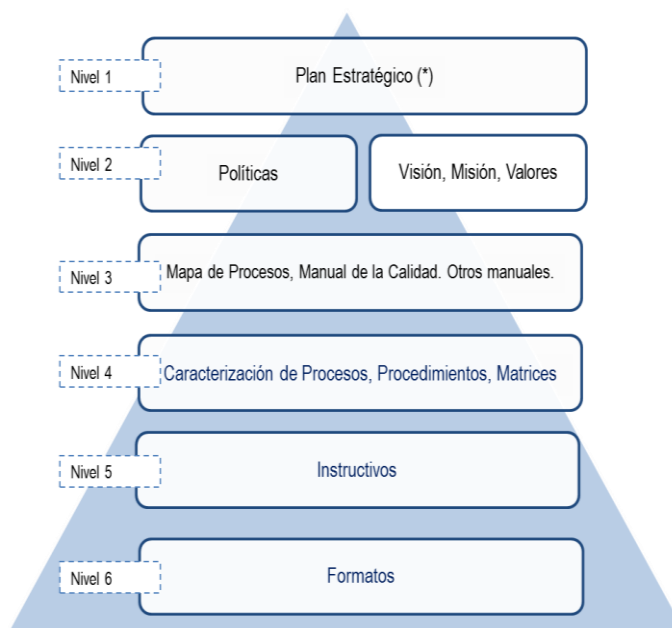 Nivel 1
Plan Estratégico (*)
Nivel 2
Políticas
Visión, Misión, Valores
Nivel 3
Mapa de Procesos, Manual de la Calidad. Otros manuales.
Nivel 4
Caracterización de Procesos, Procedimientos, Matrices
Nivel 5
Instructivos
Nivel 6
Formatos